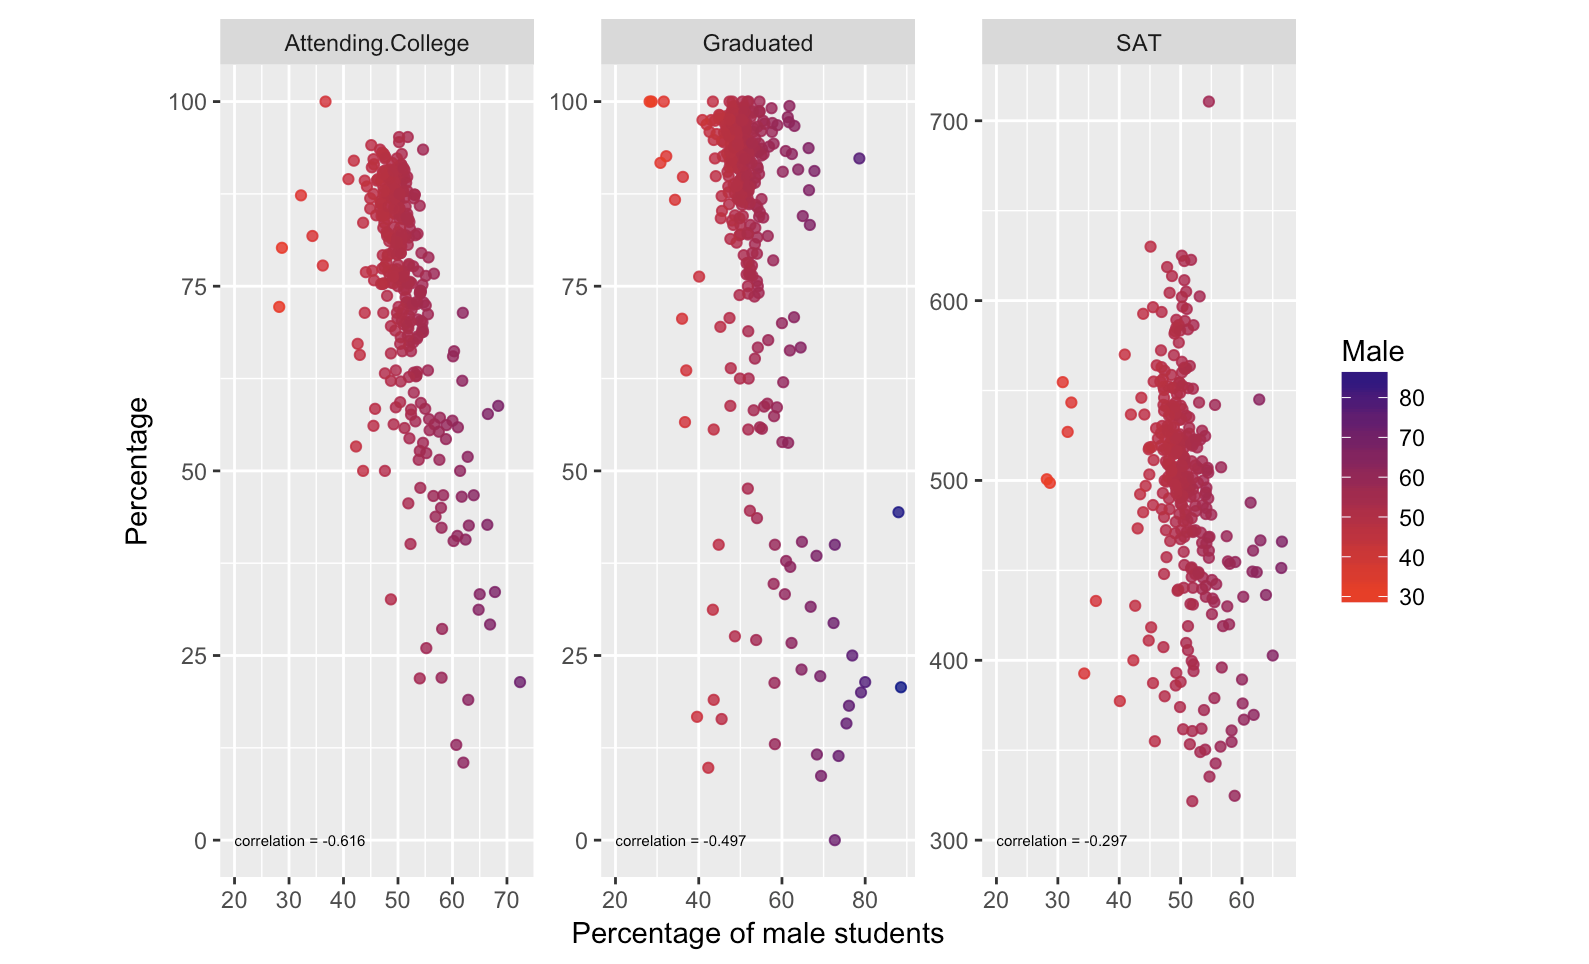 Attending.College
Graduated
SAT
100
75
50
25
0
100
75
50
25
0
700
600
500
400
300
Percentage
correlation = -0.616
correlation = -0.497
correlation = -0.297
20 30 40 50 60 70
20 40 60 80
20 30 40 50 60
Percentage of male students
Male
80
70
60
50
40
30